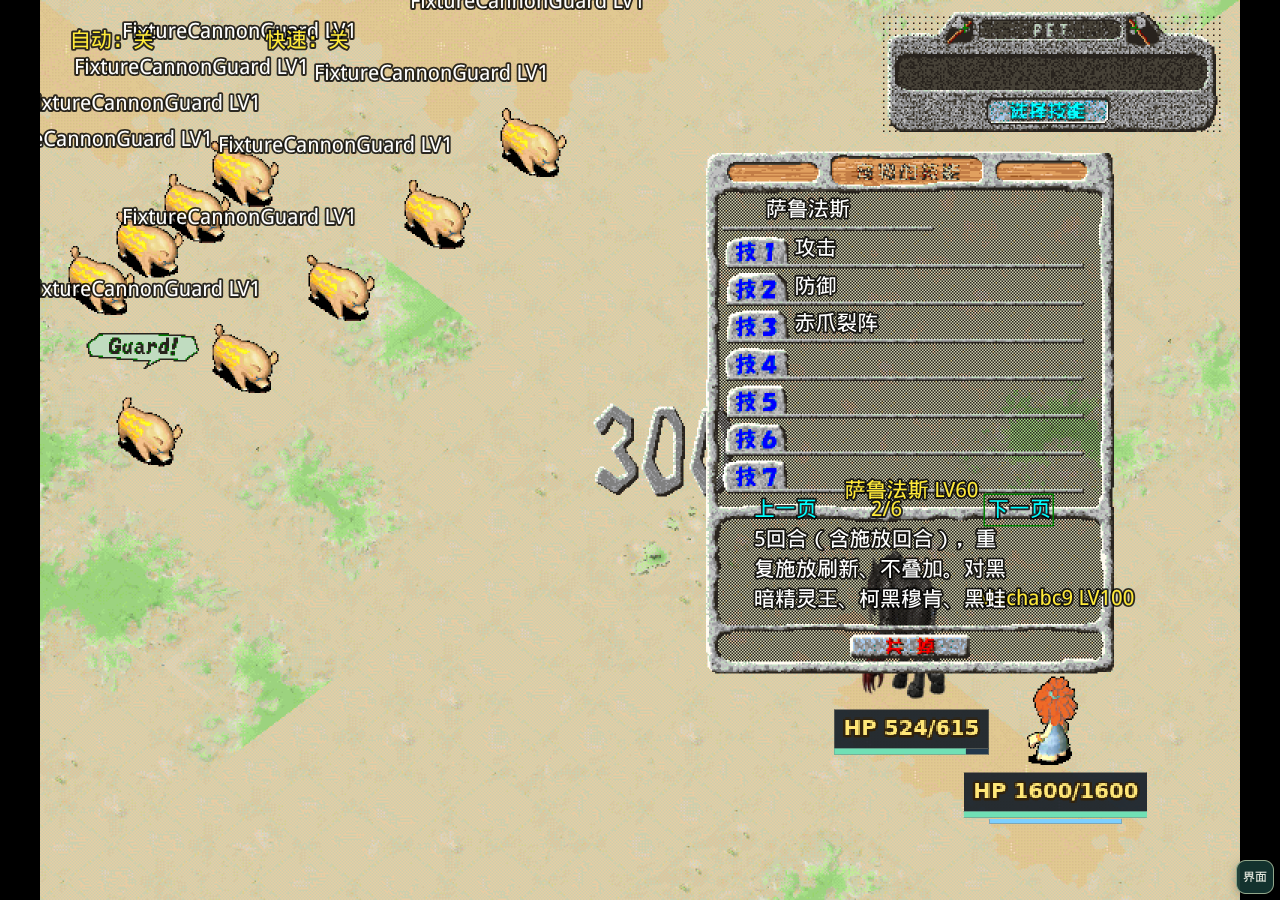 FixtureCannonGuard LV1
自动：关
FixtureCannonGuard LV1
快速：关
FixtureCannonGuard LV1
FixtureCannonGuard LV1
xtureCannonGuard LV1
eCannonGuard LV1
FixtureCannonGuard LV1
FixtureCannonGuard LV1
xtureCannonGuard LV1
Guard!
300
PET
选择技能
萨鲁法斯
技1 攻击
技2 防御
技3 赤爪裂阵
技4
技5
技6
技7
萨鲁法斯 LV60
上一页
2/6
下一页
5回合（含施放回合），重
复施放刷新、不叠加。对黑
暗精灵王、柯黑穆肯、黑蛙
chabc9 LV100
HP 524/615
HP 1600/1600
界面